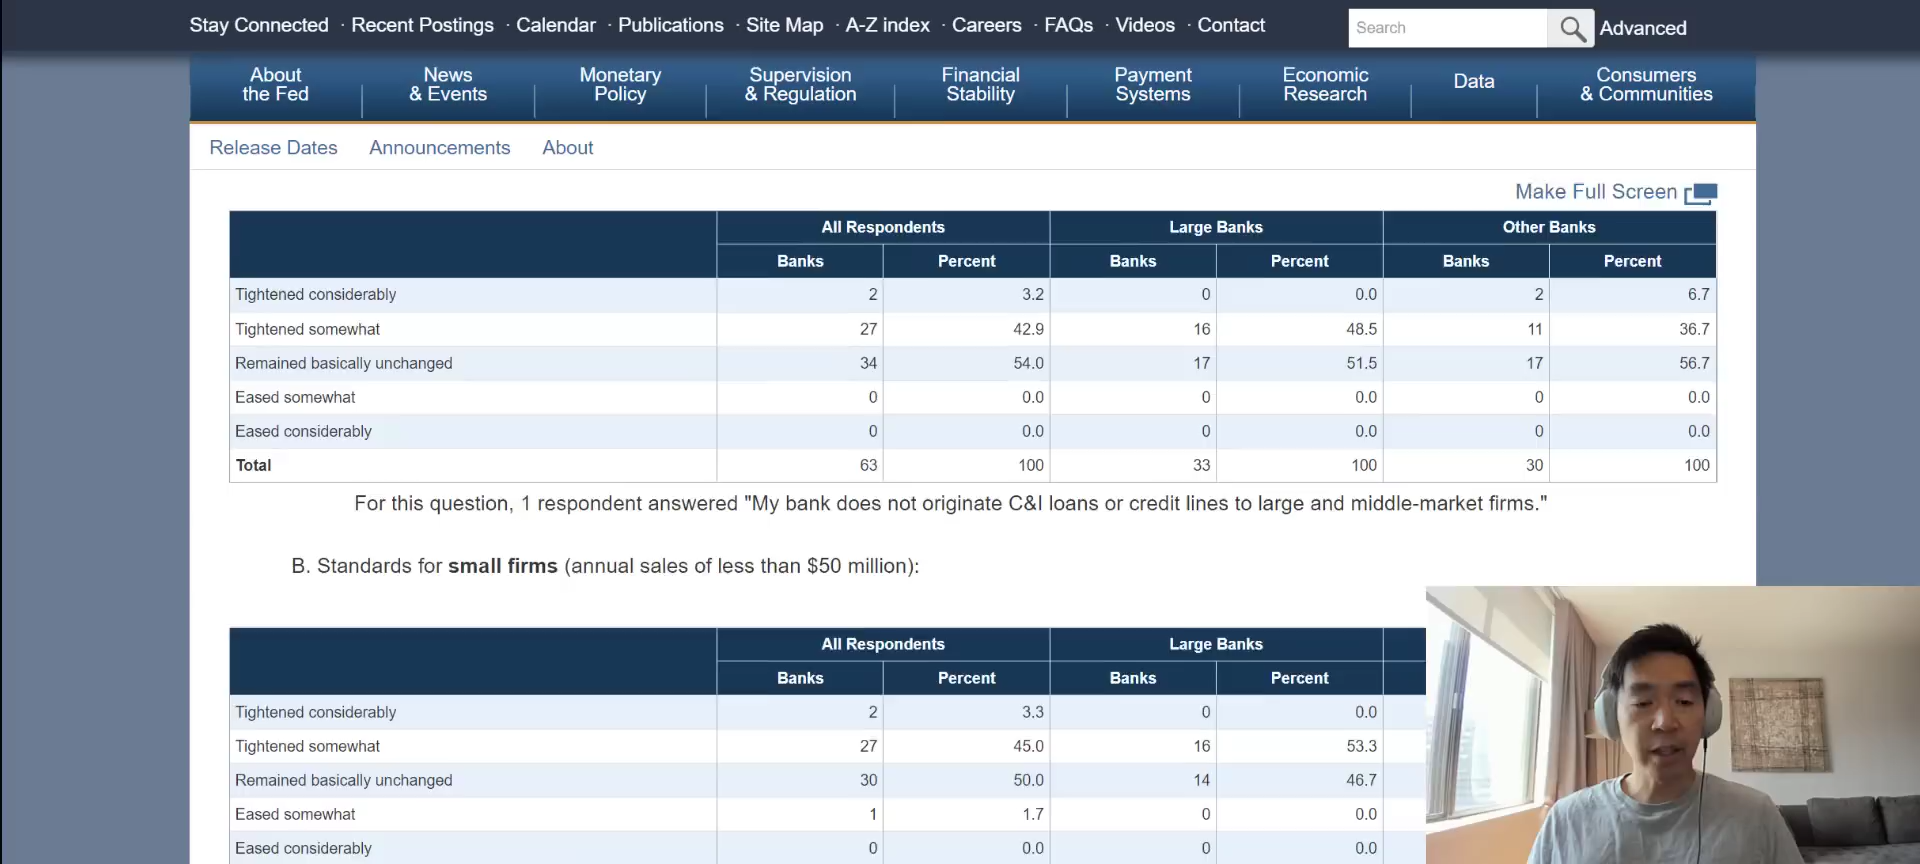 Stay Connected · Recent Postings · Calendar · Publications · Site Map · A-Z index · Careers · FAQs · Videos · Contact Search Advanced
About the Fed
News & Events
Monetary Policy
Supervision & Regulation
Financial Stability
Payment Systems
Economic Research
Data
Consumers & Communities
Release Dates Announcements About
Make Full Screen
All Respondents Large Banks Other Banks
Banks Percent Banks Percent Banks Percent
Tightened considerably 2 3.2 0 0.0 2 6.7
Tightened somewhat 27 42.9 16 48.5 11 36.7
Remained basically unchanged 34 54.0 17 51.5 17 56.7
Eased somewhat 0 0.0 0 0.0 0 0.0
Eased considerably 0 0.0 0 0.0 0 0.0
Total 63 100 33 100 30 100
For this question, 1 respondent answered "My bank does not originate C&I loans or credit lines to large and middle-market firms."
B. Standards for small firms (annual sales of less than $50 million):
All Respondents Large Banks
Banks Percent Banks Percent
Tightened considerably 2 3.3 0 0.0
Tightened somewhat 27 45.0 16 53.3
Remained basically unchanged 30 50.0 14 46.7
Eased somewhat 1 1.7 0 0.0
Eased considerably 0 0.0 0 0.0